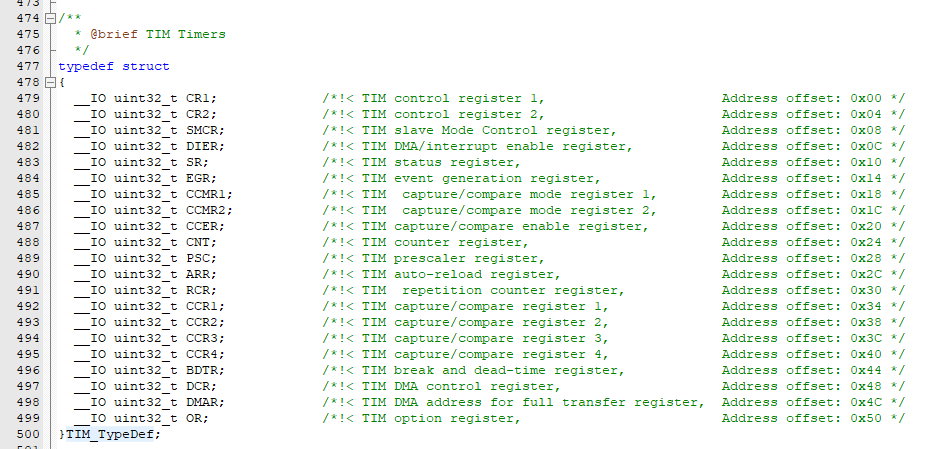 473
474 /**
475 * @brief TIM Timers
476 */
477 typedef struct
478 {
479 __IO uint32_t CR1; /*!< TIM control register 1, Address offset: 0x00 */
480 __IO uint32_t CR2; /*!< TIM control register 2, Address offset: 0x04 */
481 __IO uint32_t SMCR; /*!< TIM slave Mode Control register, Address offset: 0x08 */
482 __IO uint32_t DIER; /*!< TIM DMA/interrupt enable register, Address offset: 0x0C */
483 __IO uint32_t SR; /*!< TIM status register, Address offset: 0x10 */
484 __IO uint32_t EGR; /*!< TIM event generation register, Address offset: 0x14 */
485 __IO uint32_t CCMR1; /*!< TIM  capture/compare mode register 1, Address offset: 0x18 */
486 __IO uint32_t CCMR2; /*!< TIM  capture/compare mode register 2, Address offset: 0x1C */
487 __IO uint32_t CCER; /*!< TIM capture/compare enable register, Address offset: 0x20 */
488 __IO uint32_t CNT; /*!< TIM counter register, Address offset: 0x24 */
489 __IO uint32_t PSC; /*!< TIM prescaler register, Address offset: 0x28 */
490 __IO uint32_t ARR; /*!< TIM auto-reload register, Address offset: 0x2C */
491 __IO uint32_t RCR; /*!< TIM  repetition counter register, Address offset: 0x30 */
492 __IO uint32_t CCR1; /*!< TIM capture/compare register 1, Address offset: 0x34 */
493 __IO uint32_t CCR2; /*!< TIM capture/compare register 2, Address offset: 0x38 */
494 __IO uint32_t CCR3; /*!< TIM capture/compare register 3, Address offset: 0x3C */
495 __IO uint32_t CCR4; /*!< TIM capture/compare register 4, Address offset: 0x40 */
496 __IO uint32_t BDTR; /*!< TIM break and dead-time register, Address offset: 0x44 */
497 __IO uint32_t DCR; /*!< TIM DMA control register, Address offset: 0x48 */
498 __IO uint32_t DMAR; /*!< TIM DMA address for full transfer register, Address offset: 0x4C */
499 __IO uint32_t OR; /*!< TIM option register, Address offset: 0x50 */
500 }TIM_TypeDef;